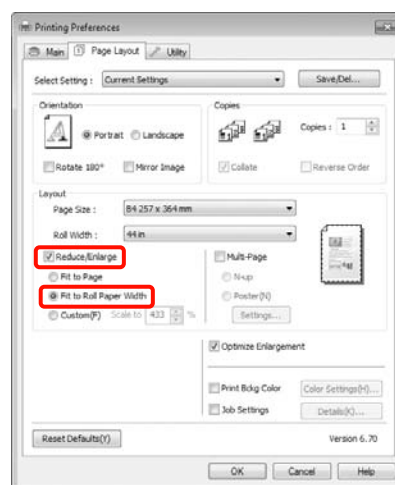 Printing Preferences
Main Page Layout Utility
Select Setting : Current Settings Save/Del...
Orientation Copies
Portrait Landscape Copies : 1
Rotate 180° Mirror Image Collate Reverse Order
Layout
Page Size : B4 257 x 364 mm
Roll Width : 44 in
Reduce/Enlarge Multi-Page
Fit to Page N-up
Fit to Roll Paper Width Poster(N)
Custom(F) Scale to 433 % Settings...
Optimize Enlargement
Print Bckg Color Color Settings(H)...
Job Settings Details(K)...
Reset Defaults(Y) Version 6.70
OK Cancel Help